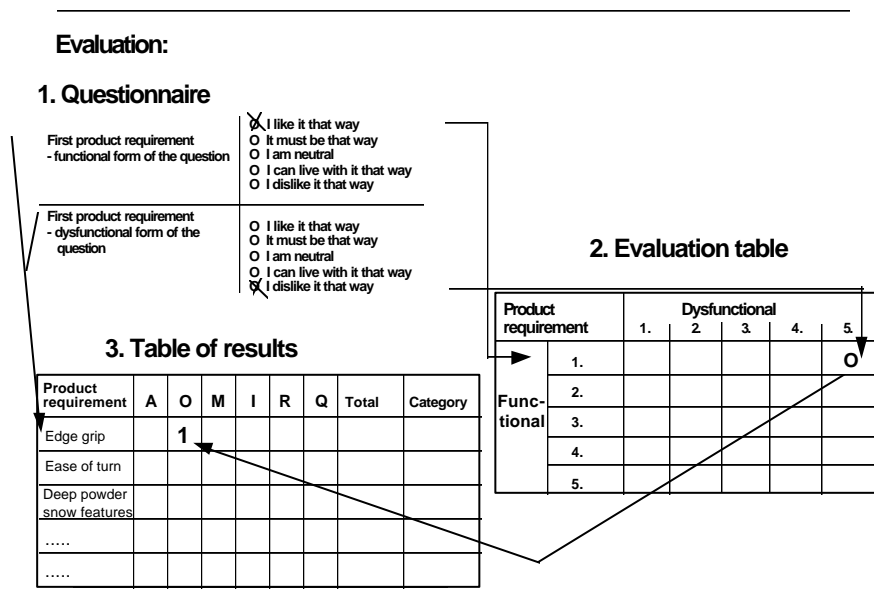 Evaluation:
1. Questionnaire
First product requirement
- functional form of the question
O I like it that way
O It must be that way
O I am neutral
O I can live with it that way
O I dislike it that way
First product requirement
- dysfunctional form of the
question
O I like it that way
O It must be that way
O I am neutral
O I can live with it that way
O I dislike it that way
2. Evaluation table
Product
requirement
Dysfunctional
1. 2. 3. 4. 5.
Func-
tional
1. O
2.
3.
4.
5.
3. Table of results
Product
requirement A O M I R Q Total Category
Edge grip 1
Ease of turn
Deep powder
snow features
.....
.....